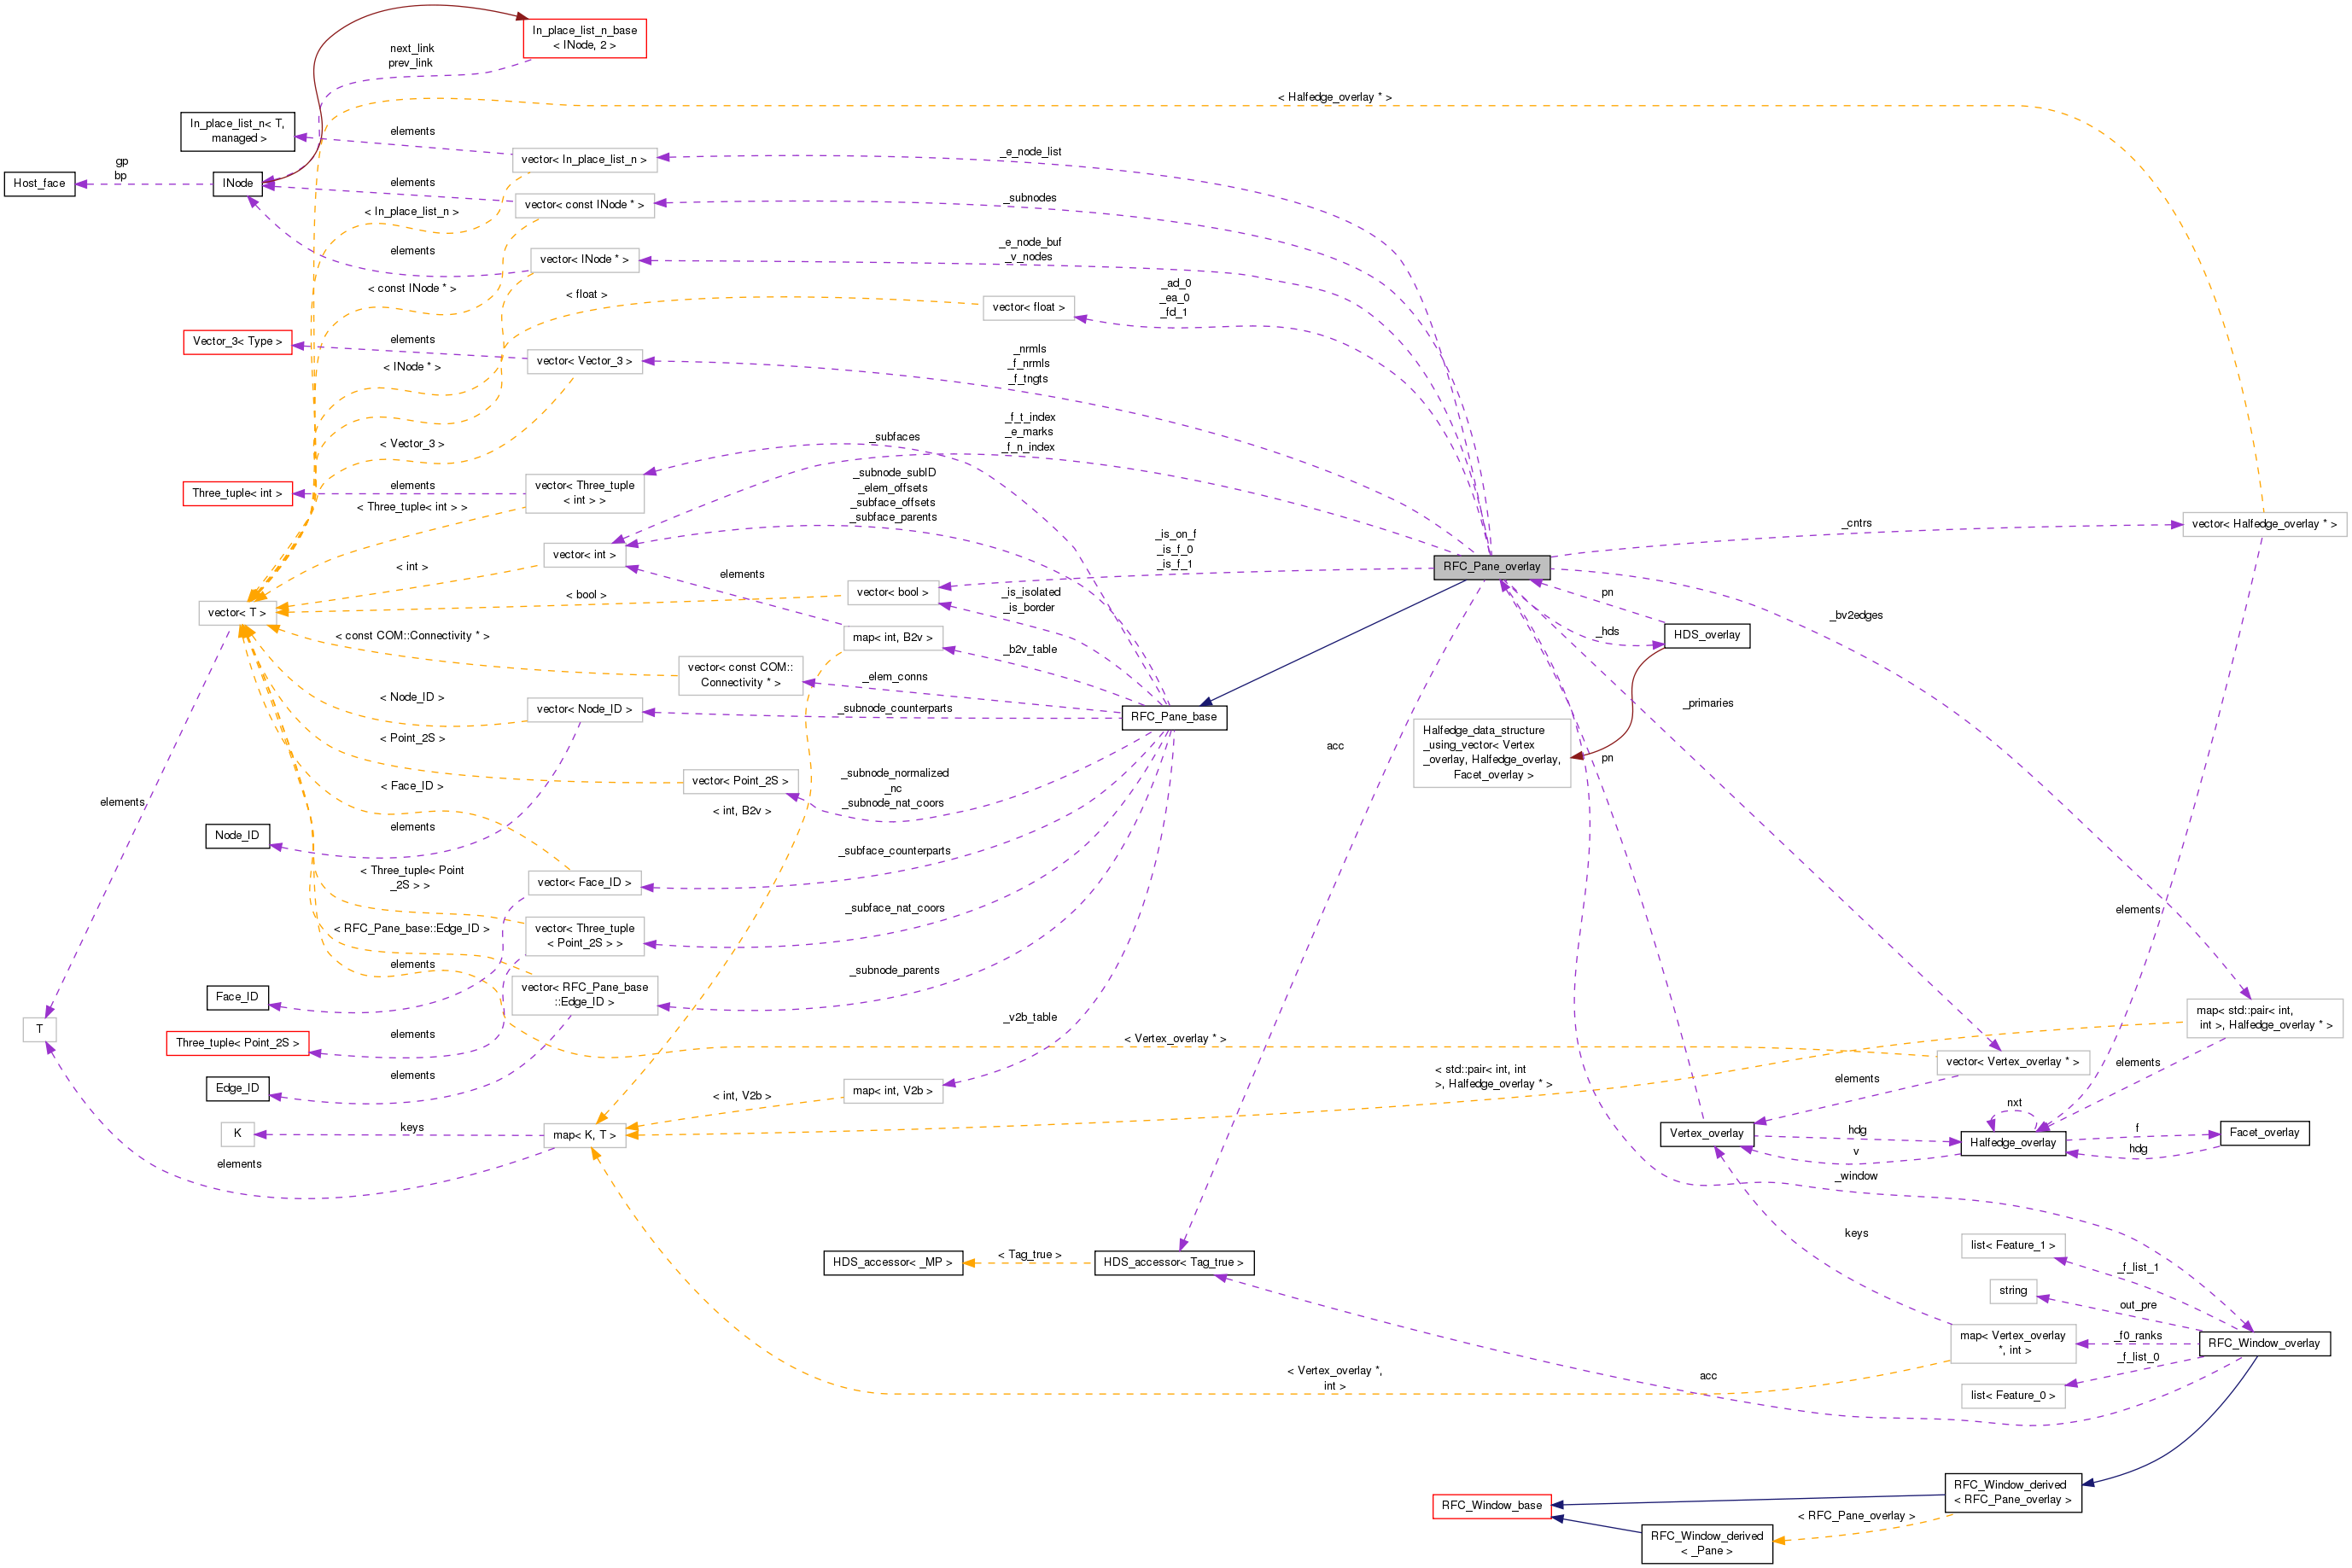 In_place_list_n_base
< INode, 2 >
next_link
prev_link
< Halfedge_overlay * >
In_place_list_n< T,
managed >
elements
vector< In_place_list_n >
_e_node_list
gp
bp
Host_face
INode
elements
vector< const INode * >
_subnodes
< In_place_list_n >
elements
vector< INode * >
_e_node_buf
_v_nodes
< const INode * >
< float >
vector< float >
_ad_0
_ea_0
_fd_1
Vector_3< Type >
elements
vector< Vector_3 >
_nrmls
_f_nrmls
_f_tngts
< INode * >
< Vector_3 >
_subfaces
_f_t_index
_e_marks
_f_n_index
Three_tuple< int >
elements
vector< Three_tuple
< int > >
< Three_tuple< int > >
_subnode_subID
_elem_offsets
_subface_offsets
_subface_parents
_cntrs
vector< Halfedge_overlay * >
vector< int >
< int >
elements
_is_on_f
_is_f_0
_is_f_1
RFC_Pane_overlay
vector< T >
< bool >
vector< bool >
_is_isolated
_is_border
pn
HDS_overlay
_hds
_bv2edges
< const COM::Connectivity * >
map< int, B2v >
_b2v_table
vector< const COM::
Connectivity * >
_elem_conns
< Node_ID >
vector< Node_ID >
_subnode_counterparts
RFC_Pane_base
_primaries
< Point_2S >
Halfedge_data_structure
_using_vector< Vertex
_overlay, Halfedge_overlay,
Facet_overlay >
acc
pn
vector< Point_2S >
_subnode_normalized
_nc
_subnode_nat_coors
< Face_ID >
< int, B2v >
elements
Node_ID
elements
_subface_counterparts
< Three_tuple< Point
_2S > >
vector< Face_ID >
_subface_nat_coors
elements
< RFC_Pane_base::Edge_ID >
vector< Three_tuple
< Point_2S > >
elements
_subnode_parents
Face_ID
vector< RFC_Pane_base
::Edge_ID >
_v2b_table
T
elements
Three_tuple< Point_2S >
< Vertex_overlay * >
map< std::pair< int,
int >, Halfedge_overlay * >
vector< Vertex_overlay * >
elements
elements
Edge_ID
elements
< int, V2b >
map< int, V2b >
< std::pair< int, int
>, Halfedge_overlay * >
nxt
K
keys
map< K, T >
Vertex_overlay
hdg
v
Halfedge_overlay
f
hdg
Facet_overlay
elements
_window
keys
list< Feature_1 >
_f_list_1
HDS_accessor< _MP >
< Tag_true >
HDS_accessor< Tag_true >
string
out_pre
map< Vertex_overlay
*, int >
_f0_ranks
RFC_Window_overlay
_f_list_0
list< Feature_0 >
< Vertex_overlay *,
int >
acc
RFC_Window_base
RFC_Window_derived
< RFC_Pane_overlay >
< RFC_Pane_overlay >
RFC_Window_derived
< _Pane >